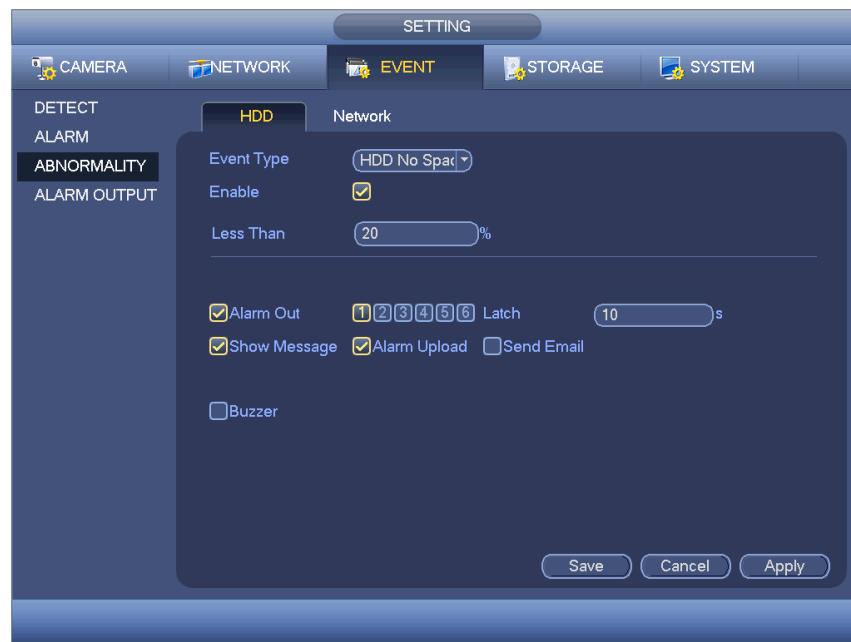 SETTING
CAMERA NETWORK EVENT STORAGE SYSTEM
DETECT
ALARM
ABNORMALITY
ALARM OUTPUT
HDD Network
Event Type HDD No Spac
Enable
Less Than 20 %
Alarm Out 1 2 3 4 5 6 Latch 10 s
Show Message Alarm Upload Send Email
Buzzer
Save Cancel Apply